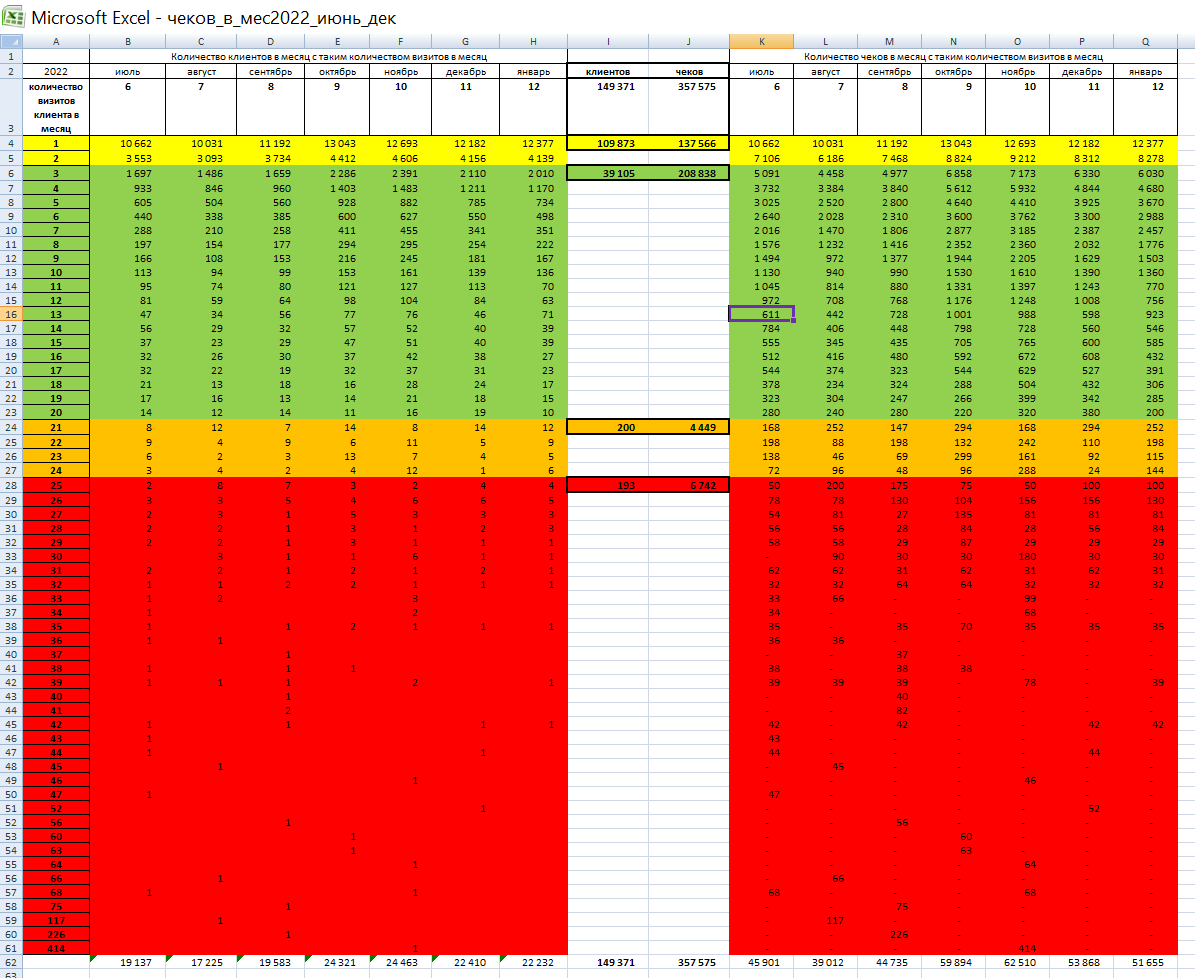 Microsoft Excel - чеков_в_мес2022_июнь_дек
A B C D E F G H I J K L M N O P Q
1 Количество клиентов в месяц с таким количеством визитов в месяц Количество чеков в месяц с таким количеством визитов в месяц
2 2022 июль август сентябрь октябрь ноябрь декабрь январь клиентов чеков июль август сентябрь октябрь ноябрь декабрь январь
количество 6 7 8 9 10 11 12 149 371 357 575 6 7 8 9 10 11 12
визитов
клиента в
3 месяц
4 1 10 662 10 031 11 192 13 043 12 693 12 182 12 377 109 873 137 566 10 662 10 031 11 192 13 043 12 693 12 182 12 377
5 2 3 553 3 093 3 734 4 412 4 606 4 156 4 139 7 106 6 186 7 468 8 824 9 212 8 312 8 278
6 3 1 697 1 486 1 659 2 286 2 391 2 110 2 010 39 105 208 838 5 091 4 458 4 977 6 858 7 173 6 330 6 030
7 4 933 846 960 1 403 1 483 1 211 1 170 3 732 3 384 3 840 5 612 5 932 4 844 4 680
8 5 605 504 560 928 882 785 734 3 025 2 520 2 800 4 640 4 410 3 925 3 670
9 6 440 338 385 600 627 550 498 2 640 2 028 2 310 3 600 3 762 3 300 2 988
10 7 288 210 258 411 455 341 351 2 016 1 470 1 806 2 877 3 185 2 387 2 457
11 8 197 154 177 294 295 254 222 1 576 1 232 1 416 2 352 2 360 2 032 1 776
12 9 166 108 153 216 245 181 167 1 494 972 1 377 1 944 2 205 1 629 1 503
13 10 113 94 99 153 161 139 136 1 130 940 990 1 530 1 610 1 390 1 360
14 11 95 74 80 121 127 113 70 1 045 814 880 1 331 1 397 1 243 770
15 12 81 59 64 98 104 84 63 972 708 768 1 176 1 248 1 008 756
16 13 47 34 56 77 76 46 71 611 442 728 1 001 988 598 923
17 14 56 29 32 57 52 40 39 784 406 448 798 728 560 546
18 15 37 23 29 47 51 40 39 555 345 435 705 765 600 585
19 16 32 26 30 37 42 38 27 512 416 480 592 672 608 432
20 17 32 22 19 32 37 31 23 544 374 323 544 629 527 391
21 18 21 13 18 16 28 24 17 378 234 324 288 504 432 306
22 19 17 16 13 14 21 18 15 323 304 247 266 399 342 285
23 20 14 12 14 11 16 19 10 280 240 280 220 320 380 200
24 21 8 12 7 14 8 14 12 200 4 449 168 252 147 294 168 294 252
25 22 9 4 9 6 11 5 9 198 88 198 132 242 110 198
26 23 6 2 3 13 7 4 5 138 46 69 299 161 92 115
27 24 3 4 2 4 12 1 6 72 96 48 96 288 24 144
28 25 2 8 7 3 2 4 4 193 6 742 50 200 175 75 50 100 100
29 26 3 3 5 4 6 6 5 78 78 130 104 156 156 130
30 27 2 3 1 5 3 3 3 54 81 27 135 81 81 81
31 28 2 2 1 3 1 2 3 56 56 28 84 28 56 84
32 29 2 2 1 3 1 1 1 58 58 29 87 29 29 29
33 30 3 1 1 6 1 1 - 90 30 30 180 30 30
34 31 2 2 1 2 1 2 1 62 62 31 62 31 62 31
35 32 1 1 2 2 1 1 1 32 32 64 64 32 32 32
36 33 1 2 3 33 66 - - 99 - -
37 34 1 2 34 - - - 68 - -
38 35 1 1 2 1 1 1 35 - 35 70 35 35 35
39 36 1 1 36 36 - - - - -
40 37 1 - - 37 - - - -
41 38 1 1 1 38 - 38 38 - - -
42 39 1 1 1 2 1 39 39 39 - 78 - 39
43 40 1 - - 40 - - - -
44 41 2 - - 82 - - - -
45 42 1 1 1 1 42 - 42 - - 42 42
46 43 1 43 - - - - - -
47 44 1 1 44 - - - - 44 -
48 45 1 - 45 - - - - -
49 46 1 - - - - 46 - -
50 47 1 47 - - - - - -
51 52 1 - - - - - 52 -
52 56 1 - - 56 - - - -
53 60 1 - - - 60 - - -
54 63 1 - - - 63 - - -
55 64 1 - - - - 64 - -
56 66 1 - 66 - - - - -
57 68 1 1 68 - - - 68 - -
58 75 1 - - 75 - - - -
59 117 1 - 117 - - - - -
60 226 1 - - 226 - - - -
61 414 1 - - - - 414 - -
62 19 137 17 225 19 583 24 321 24 463 22 410 22 232 149 371 357 575 45 901 39 012 44 735 59 894 62 510 53 868 51 655
63